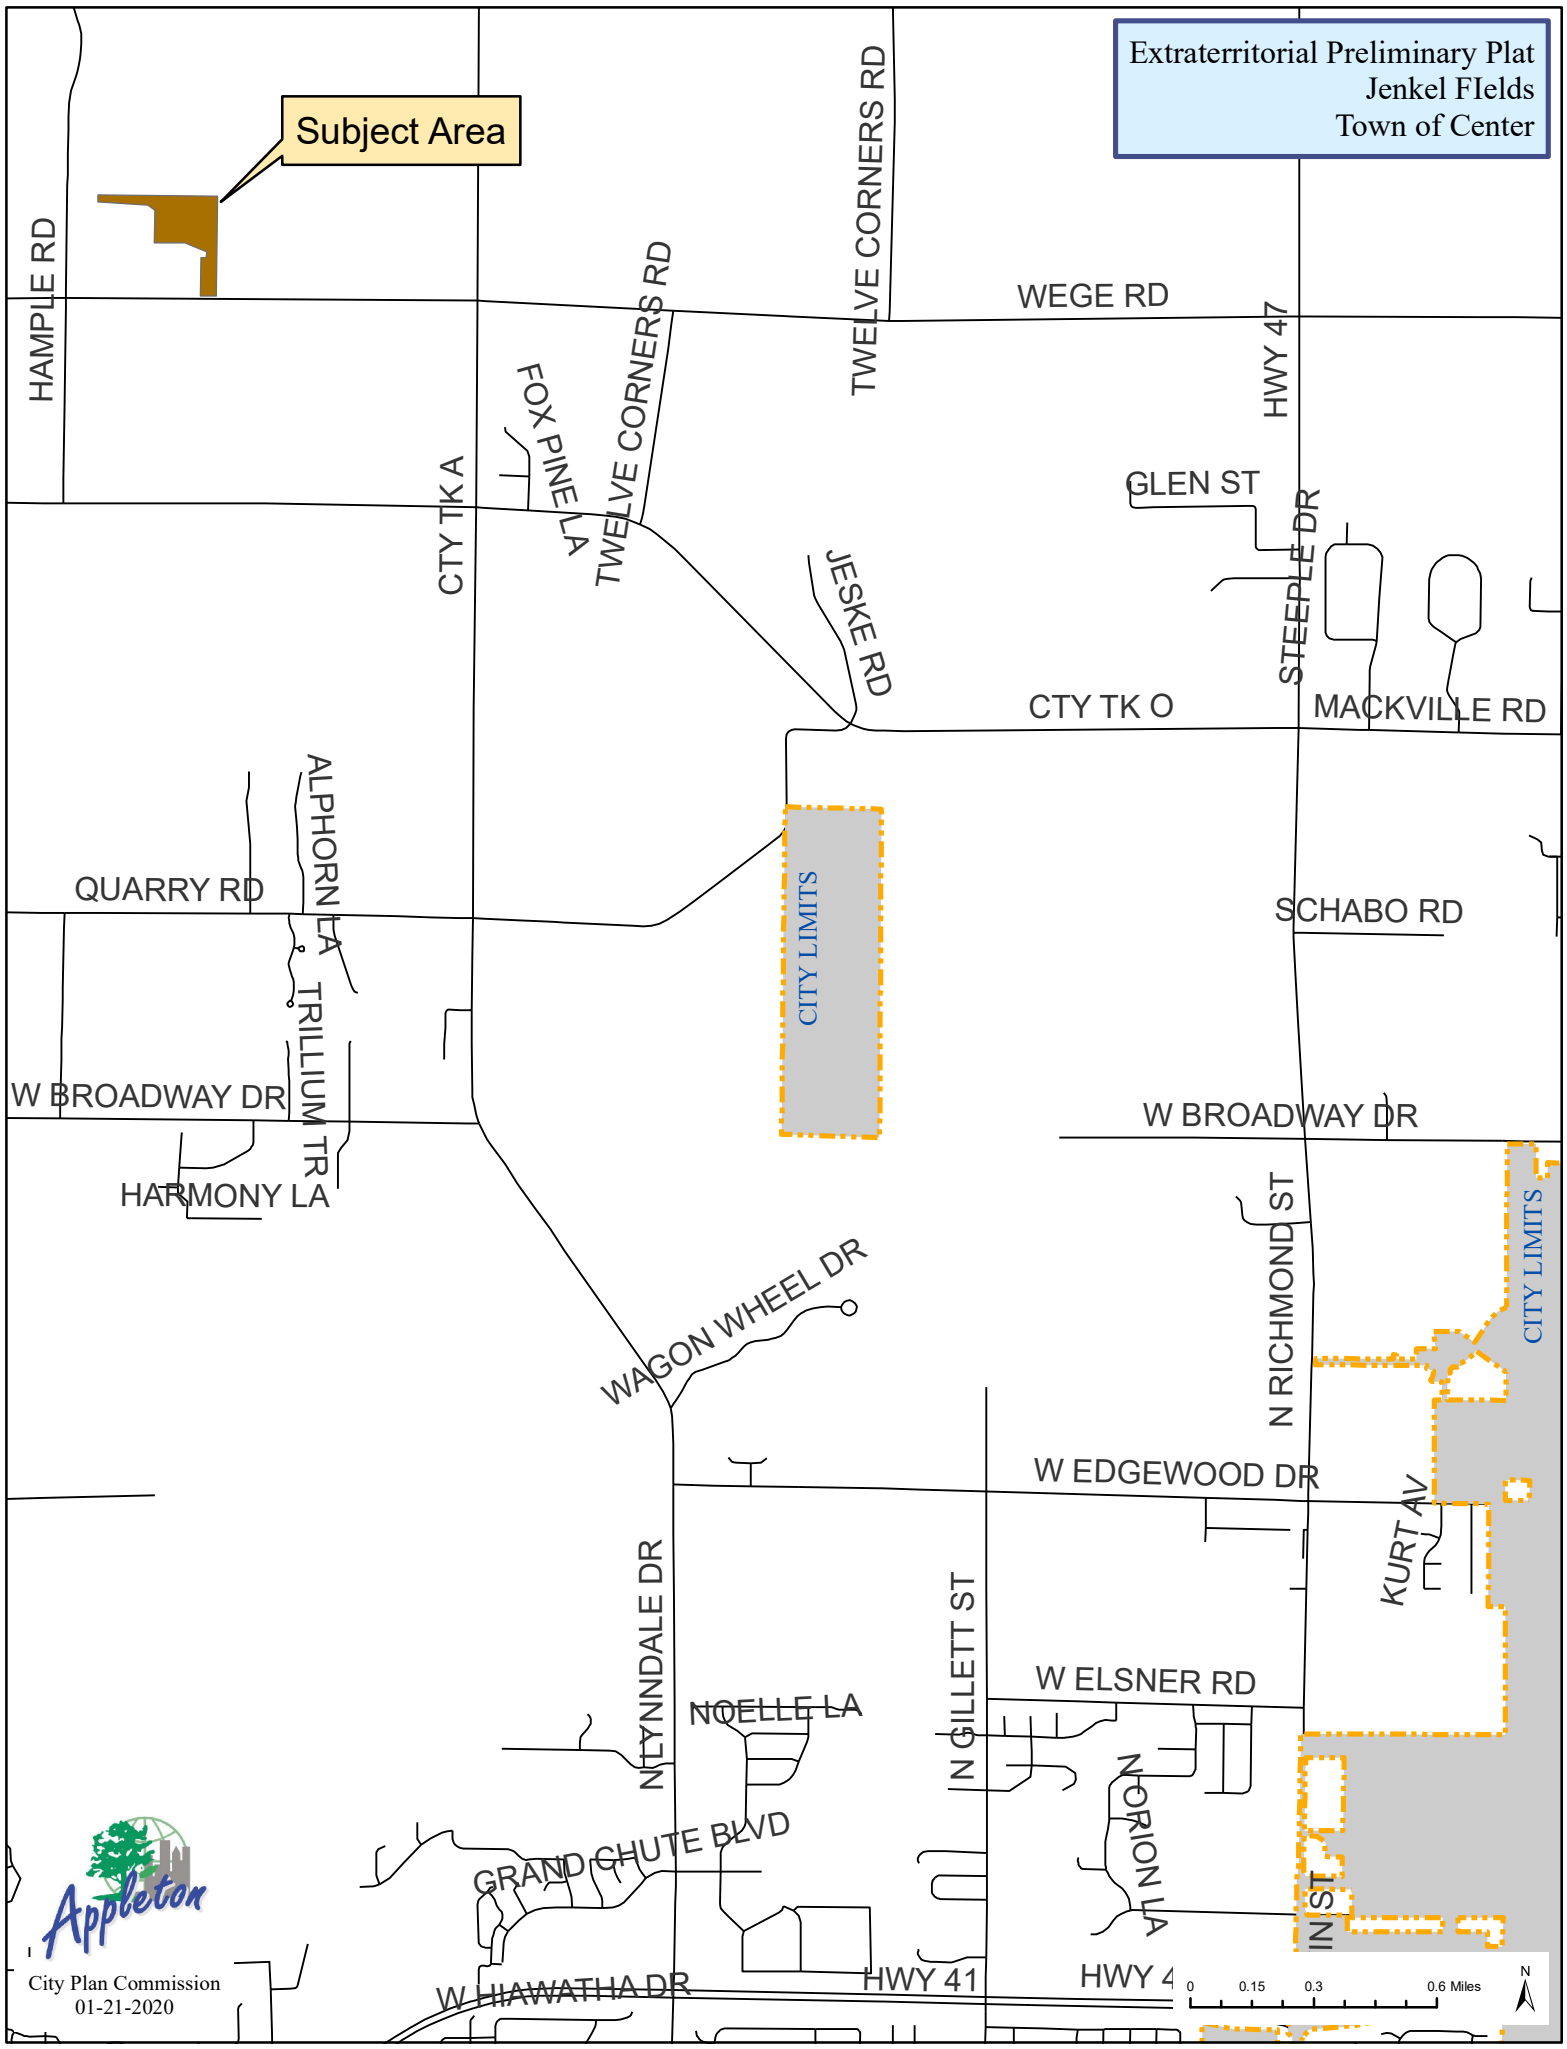 Extraterritorial Preliminary Plat
Jenkel FIelds
Town of Center
Subject Area
HAMPLE RD
TWELVE CORNERS RD
TWELVE CORNERS RD
WEGE RD
HWY 47
FOX PINE LA
CTY TK A
GLEN ST
STEEPLE DR
JESKE RD
CTY TK O
MACKVILLE RD
ALPHORN LA
QUARRY RD
CITY LIMITS
SCHABO RD
TRILLIUM TR
W BROADWAY DR
W BROADWAY DR
HARMONY LA
N RICHMOND ST
CITY LIMITS
WAGON WHEEL DR
W EDGEWOOD DR
KURT AV
N LYNNDALE DR
N GILLETT ST
W ELSNER RD
NOELLE LA
N ORION LA
GRAND CHUTE BLVD
IN ST
Appleton
City Plan Commission
01-21-2020
W HIAWATHA DR
HWY 41
HWY 4
0 0.15 0.3 0.6 Miles
N